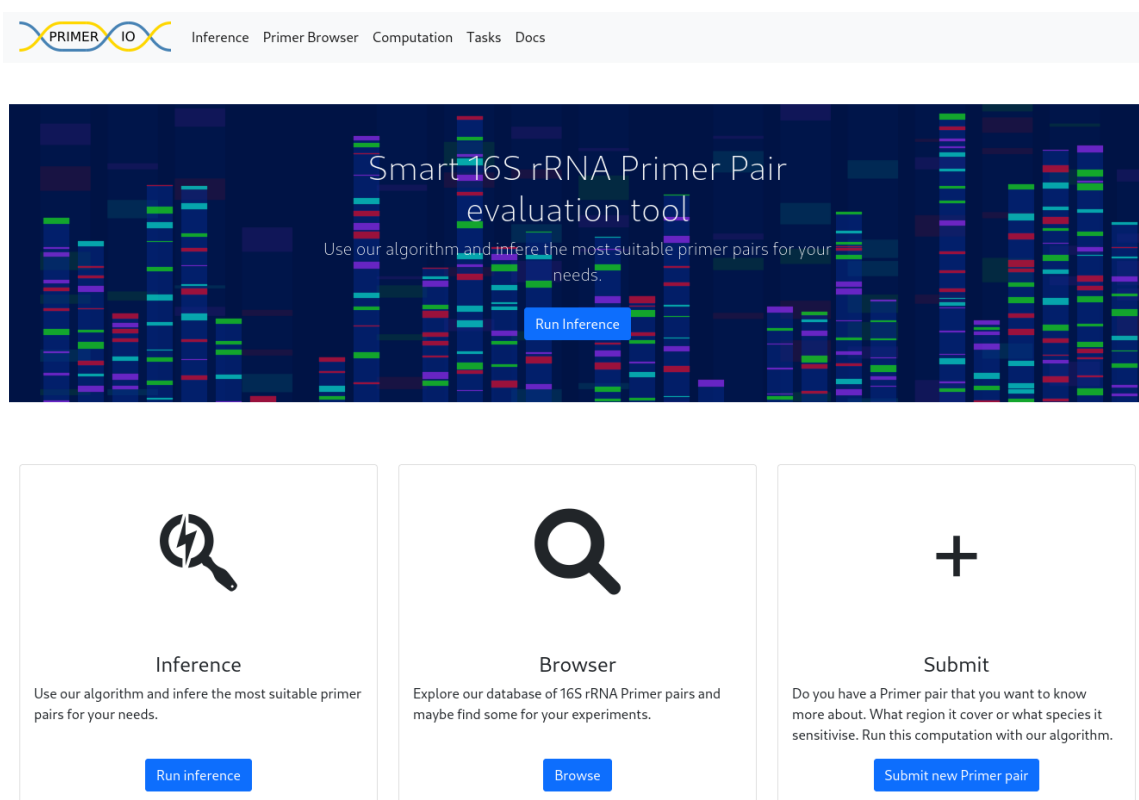 PRIMER IO
Inference Primer Browser Computation Tasks Docs
Smart 16S rRNA Primer Pair
evaluation tool
Use our algorithm and infere the most suitable primer pairs for your
needs.
Run Inference
Inference
Use our algorithm and infere the most suitable primer
pairs for your needs.
Run inference
Browser
Explore our database of 16S rRNA Primer pairs and
maybe find some for your experiments.
Browse
Submit
Do you have a Primer pair that you want to know
more about. What region it cover or what species it
sensitivise. Run this computation with our algorithm.
Submit new Primer pair